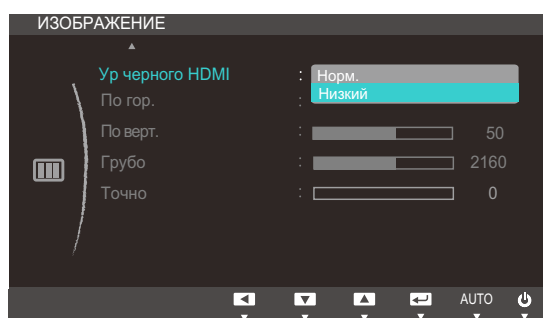 ИЗОБРАЖЕНИЕ
Ур черного HDMI : Норм.
Низкий
По гор. :
По верт. : 50
Грубо : 2160
Точно : 0
AUTO